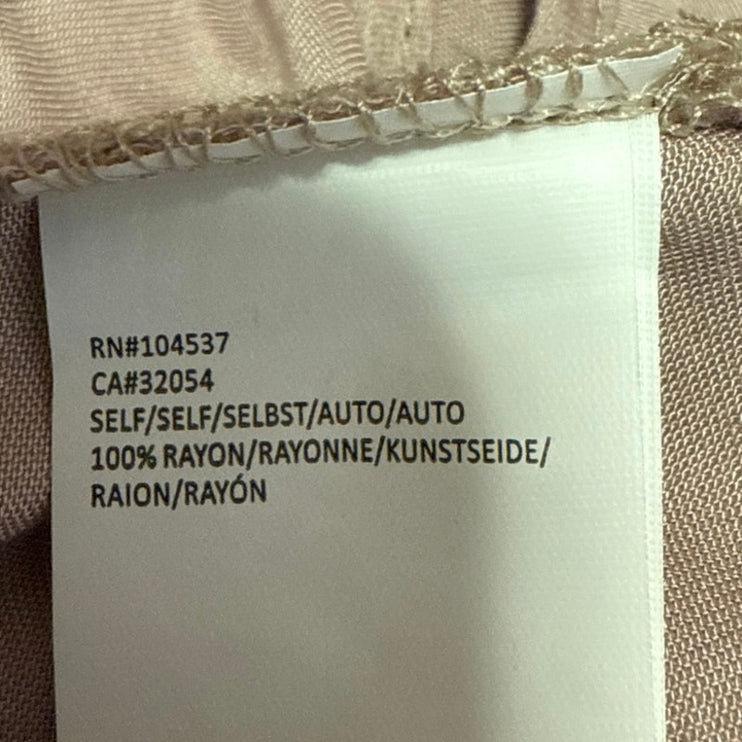 RN#104537
CA#32054
SELF/SELF/SELBST/AUTO/AUTO
100% RAYON/RAYONNE/KUNSTSEIDE/
RAION/RAYÓN